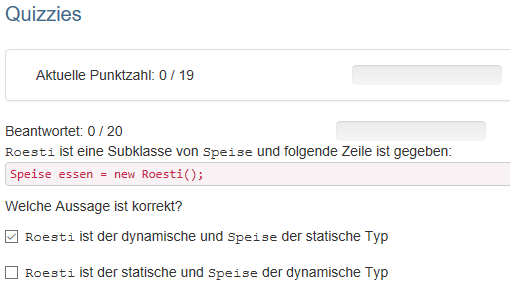 Quizzies
Aktuelle Punktzahl: 0 / 19
Beantwortet: 0 / 20
Roesti ist eine Subklasse von Speise und folgende Zeile ist gegeben:
Speise essen = new Roesti();
Welche Aussage ist korrekt?
Roesti ist der dynamische und Speise der statische Typ
Roesti ist der statische und Speise der dynamische Typ